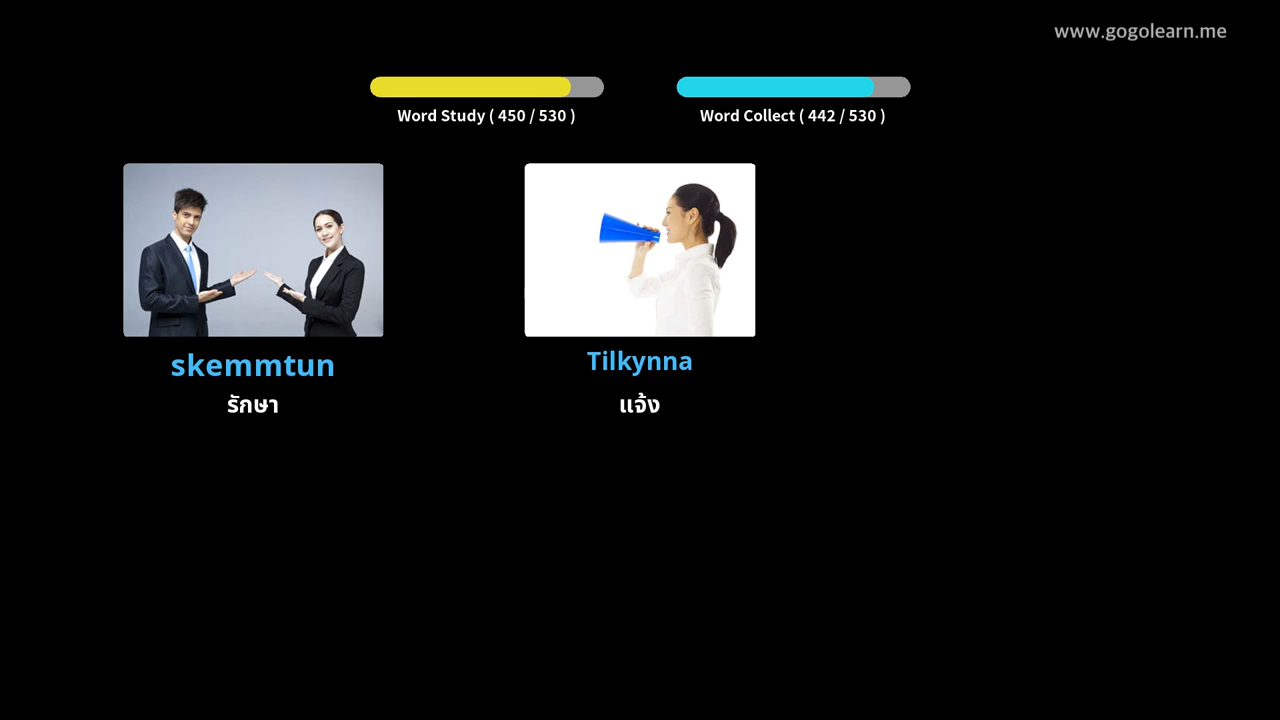 www.gogolearn.me
Word Study ( 450 / 530 )
Word Collect ( 442 / 530 )
skemmtun
Tilkynna
รักษา
แจ้ง